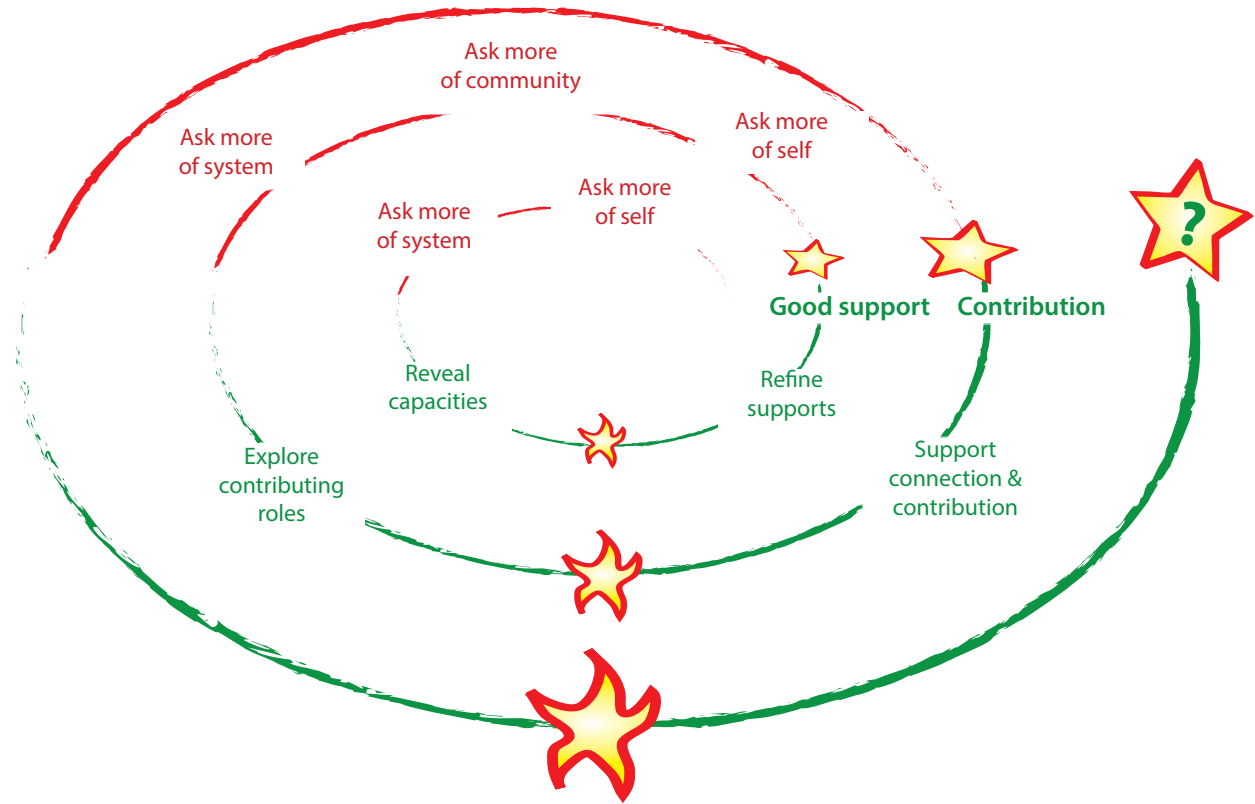 Ask more
of community
Ask more
of system
Ask more
of self
Ask more
of system
Ask more
of self
?
Good support
Contribution
Reveal
capacities
Refine
supports
Explore
contributing
roles
Support
connection &
contribution